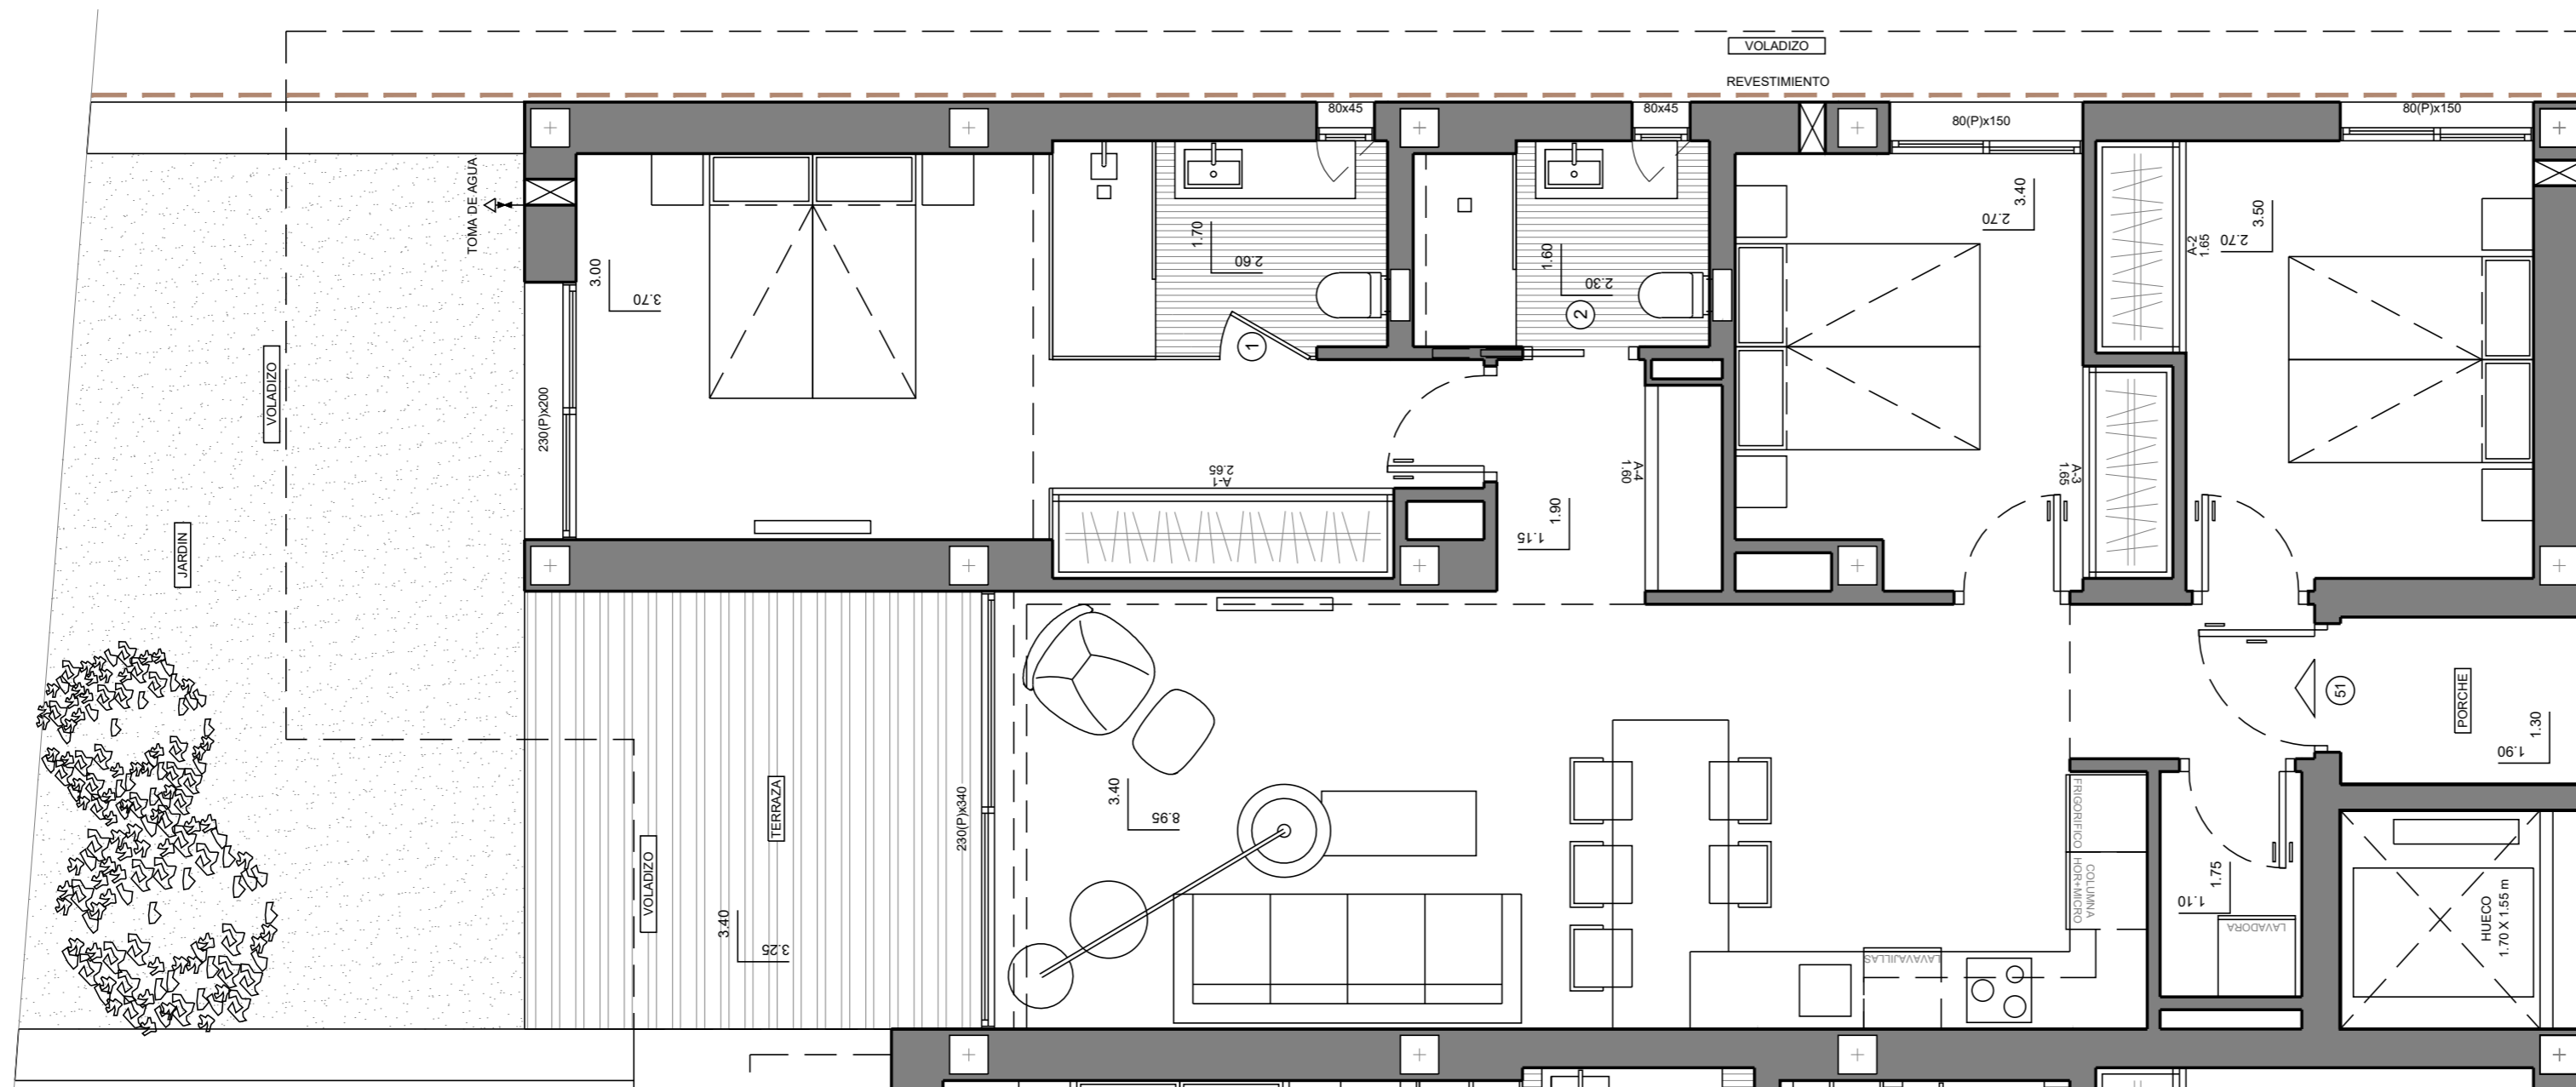 VOLADIZO
REVESTIMIENTO
80x45
80x45
80(P)x150
80(P)x150
TOMA DE AGUA
3.00
3.70
1.70
2.60
1.60
2.30
3.40
2.70
A-2
1.65
3.50
2.70
1
2
VOLADIZO
230(P)x200
JARDIN
A-1
2.65
1.90
1.15
A-4
1.60
A-3
1.65
51
PORCHE
1.30
1.90
TERRAZA
230(P)x340
3.40
8.95
VOLADIZO
3.40
3.25
FRIGORIFICO
COLUMNA
HOR+MICRO
LAVAVAJILLAS
1.75
1.10
LAVADORA
HUECO
1.70 X 1.55 m